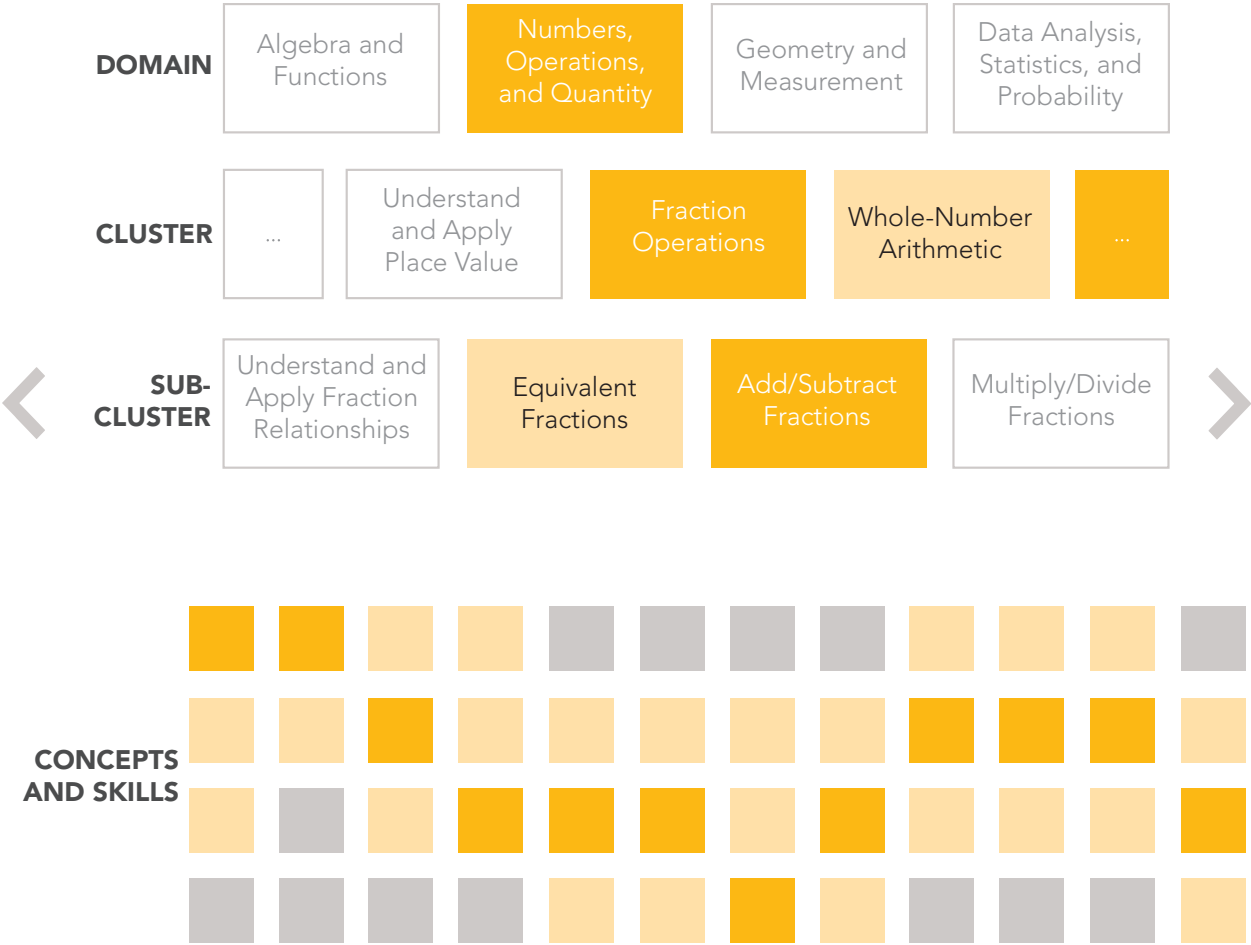 DOMAIN
Algebra and
Functions
Numbers,
Operations,
and Quantity
Geometry and
Measurement
Data Analysis,
Statistics, and
Probability
CLUSTER
...
Understand
and Apply
Place Value
Fraction
Operations
Whole-Number
Arithmetic
...
SUB-
CLUSTER
Understand and
Apply Fraction
Relationships
Equivalent
Fractions
Add/Subtract
Fractions
Multiply/Divide
Fractions
CONCEPTS
AND SKILLS